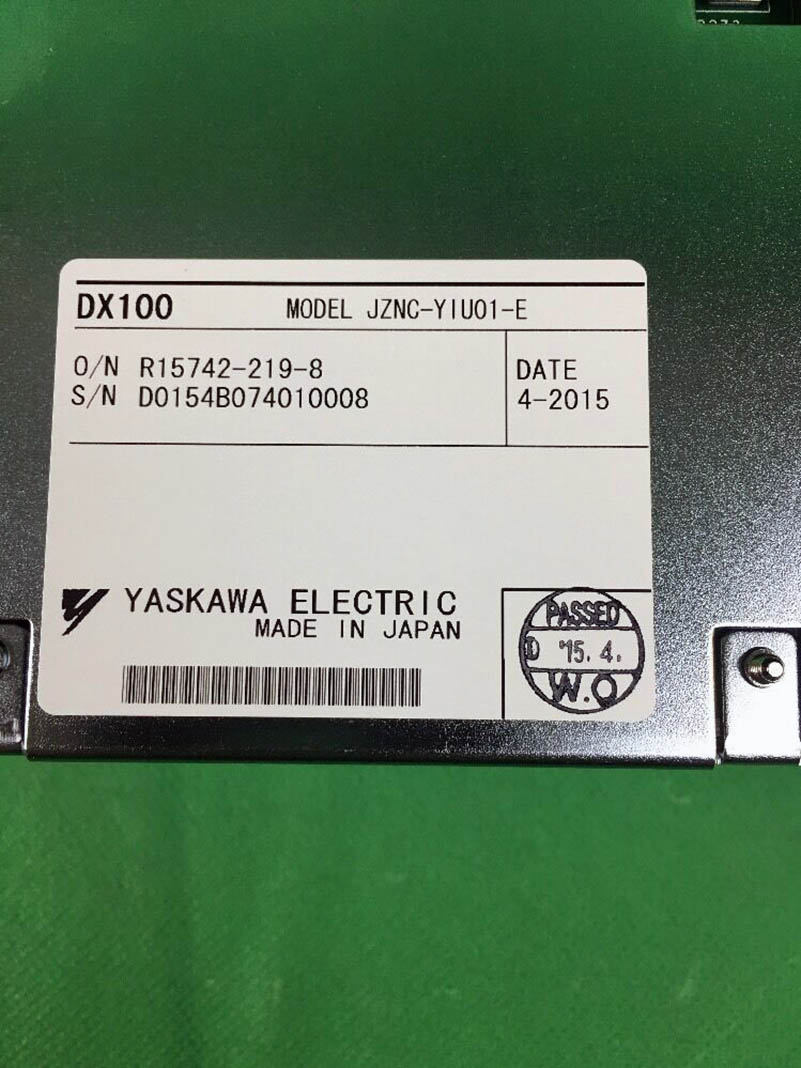 DX100 MODEL JZNC-YIU01-E
O/N R15742-219-8
S/N D0154B074010008
DATE
4-2015
YASKAWA ELECTRIC
MADE IN JAPAN
PASSED
D '15.4.
W.O